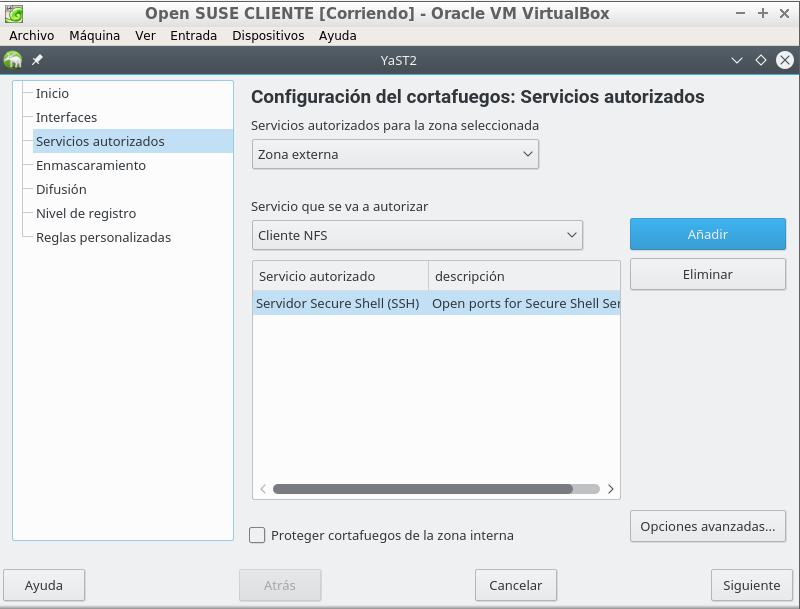 Open SUSE CLIENTE [Corriendo] - Oracle VM VirtualBox
Archivo Máquina Ver Entrada Dispositivos Ayuda
YaST2
Inicio
Interfaces
Servicios autorizados
Enmascaramiento
Difusión
Nivel de registro
Reglas personalizadas
Configuración del cortafuegos: Servicios autorizados
Servicios autorizados para la zona seleccionada
Zona externa
Servicio que se va a autorizar
Cliente NFS
Añadir
Eliminar
Servicio autorizado descripción
Servidor Secure Shell (SSH) Open ports for Secure Shell Ser
Proteger cortafuegos de la zona interna
Opciones avanzadas...
Ayuda Atrás Cancelar Siguiente